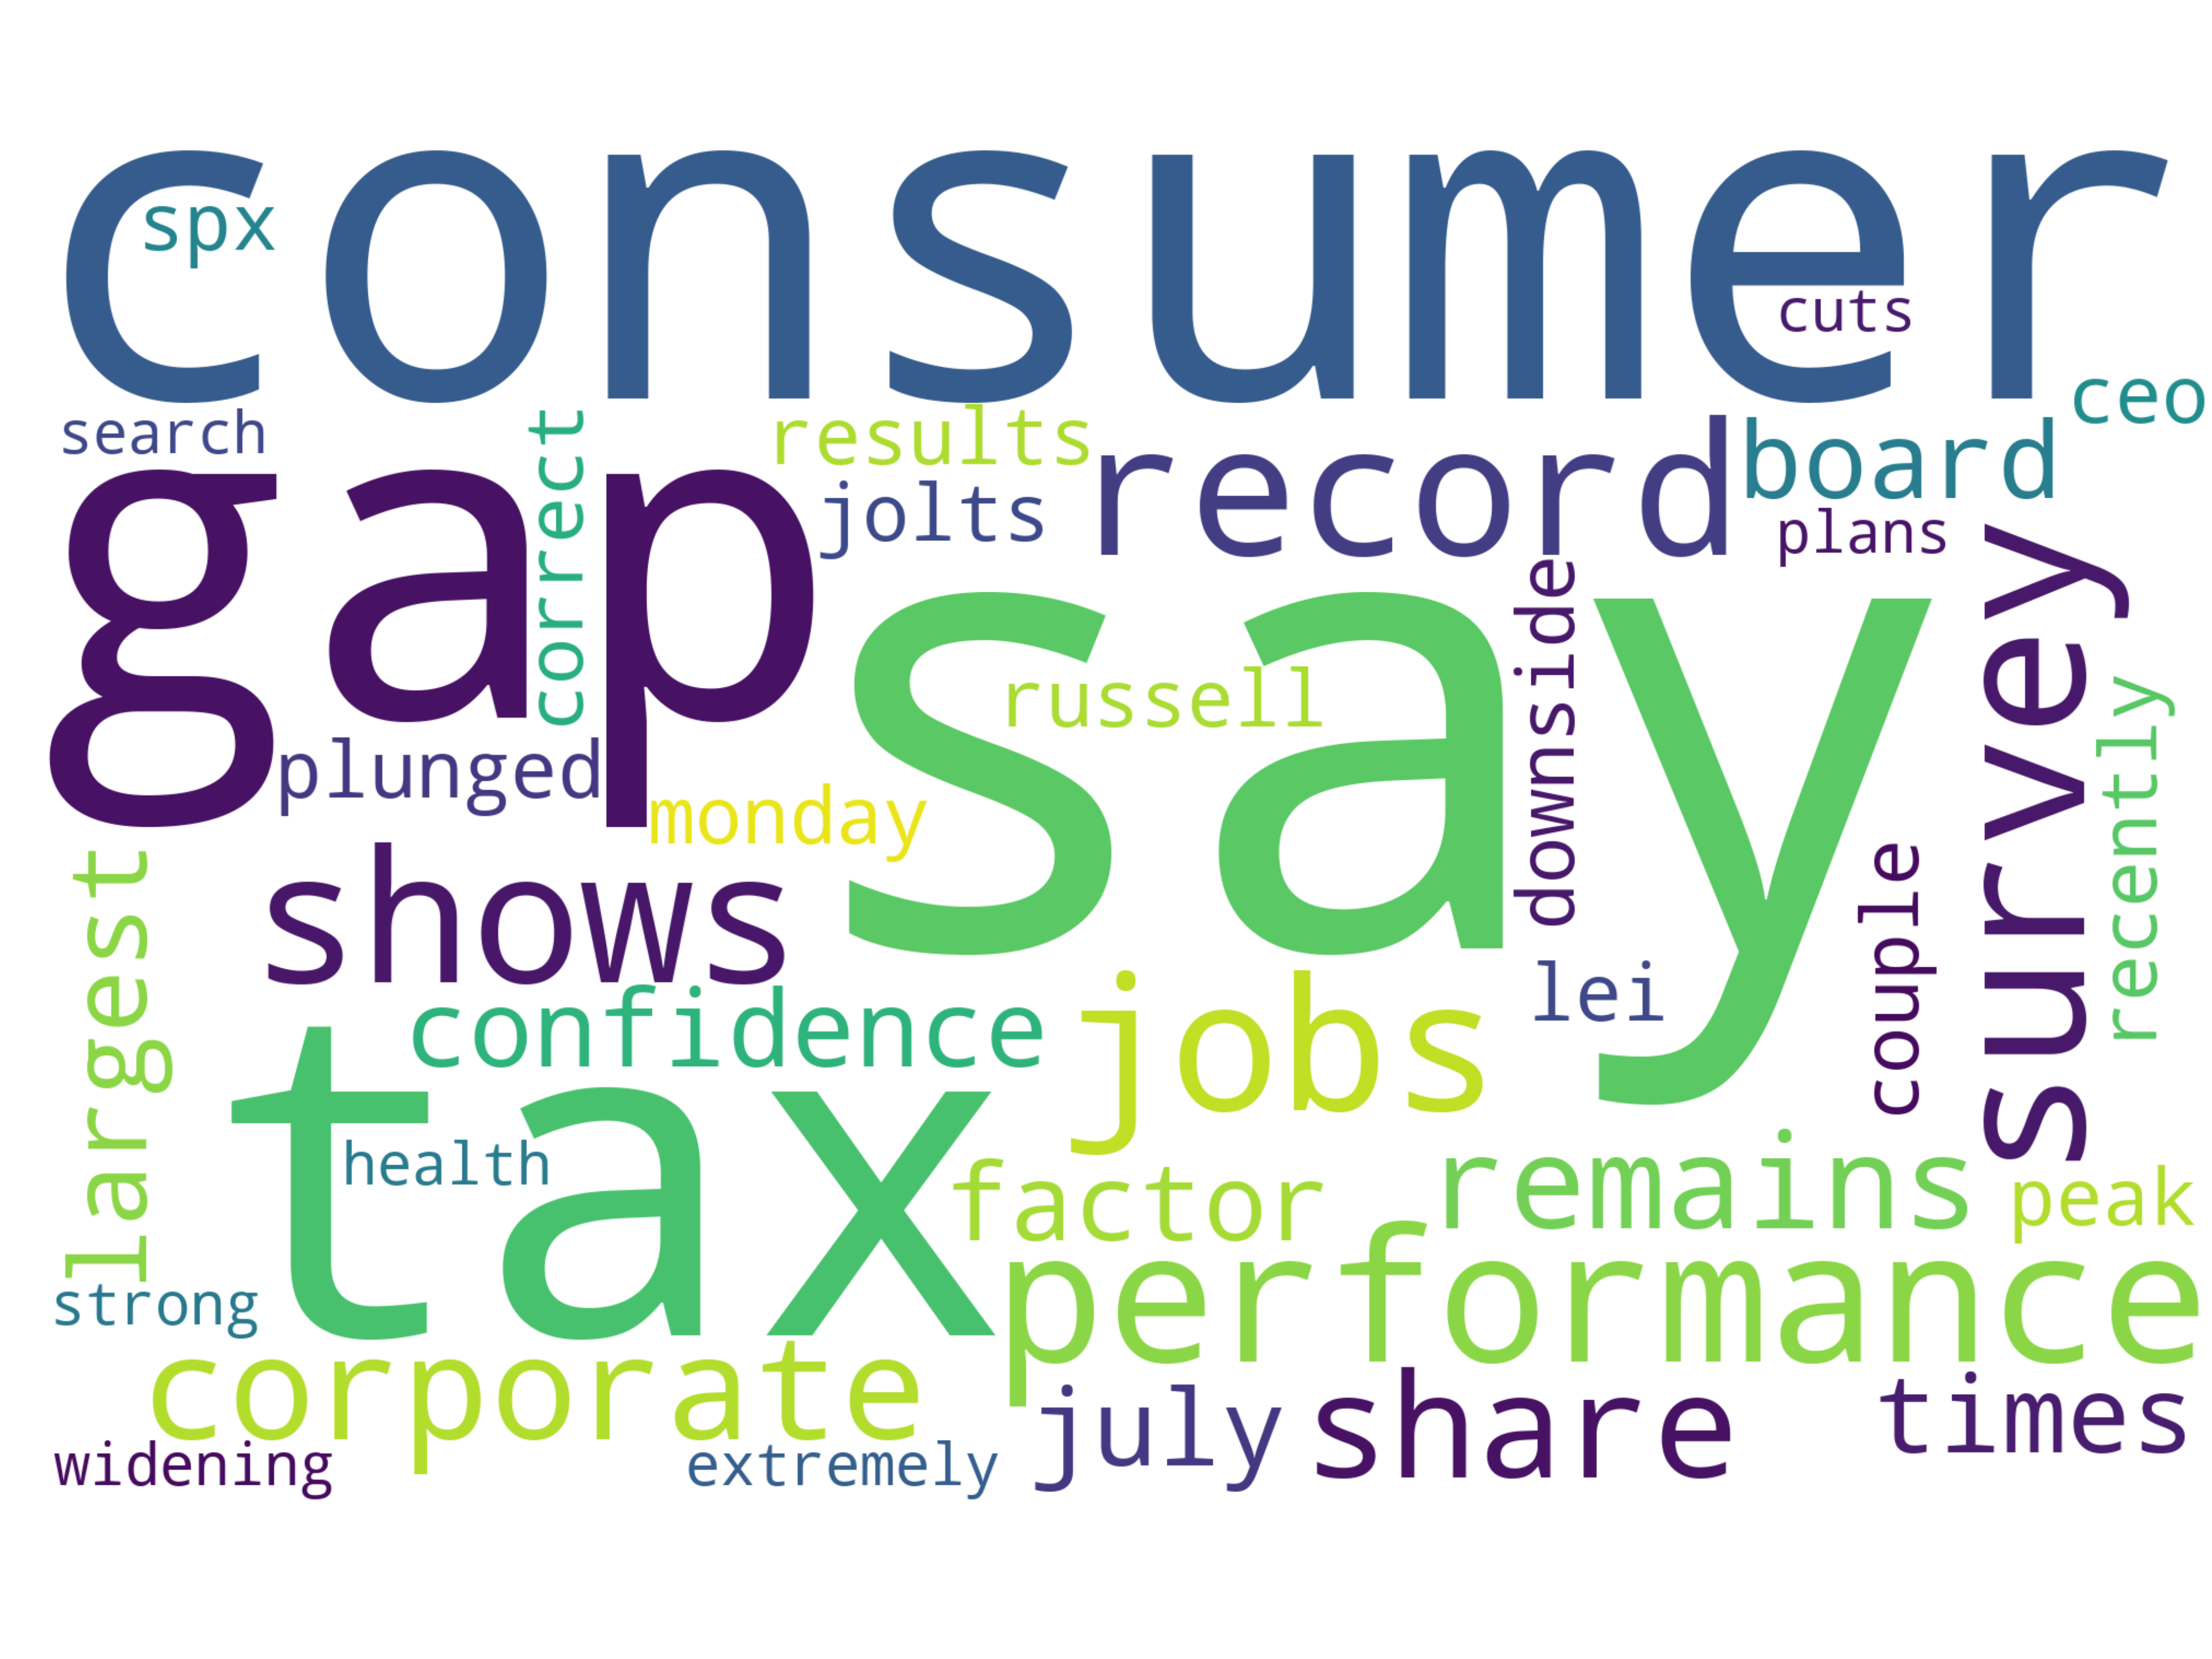 consumer
spx
cuts
ceo
search
correct
results
record
board
gap
jolts
plans
survey
downside
say
russell
recently
plunged
monday
shows
largest
couple
lei
confidence
jobs
tax
health
factor
remains
peak
performance
strong
corporate
july
share
times
widening
extremely